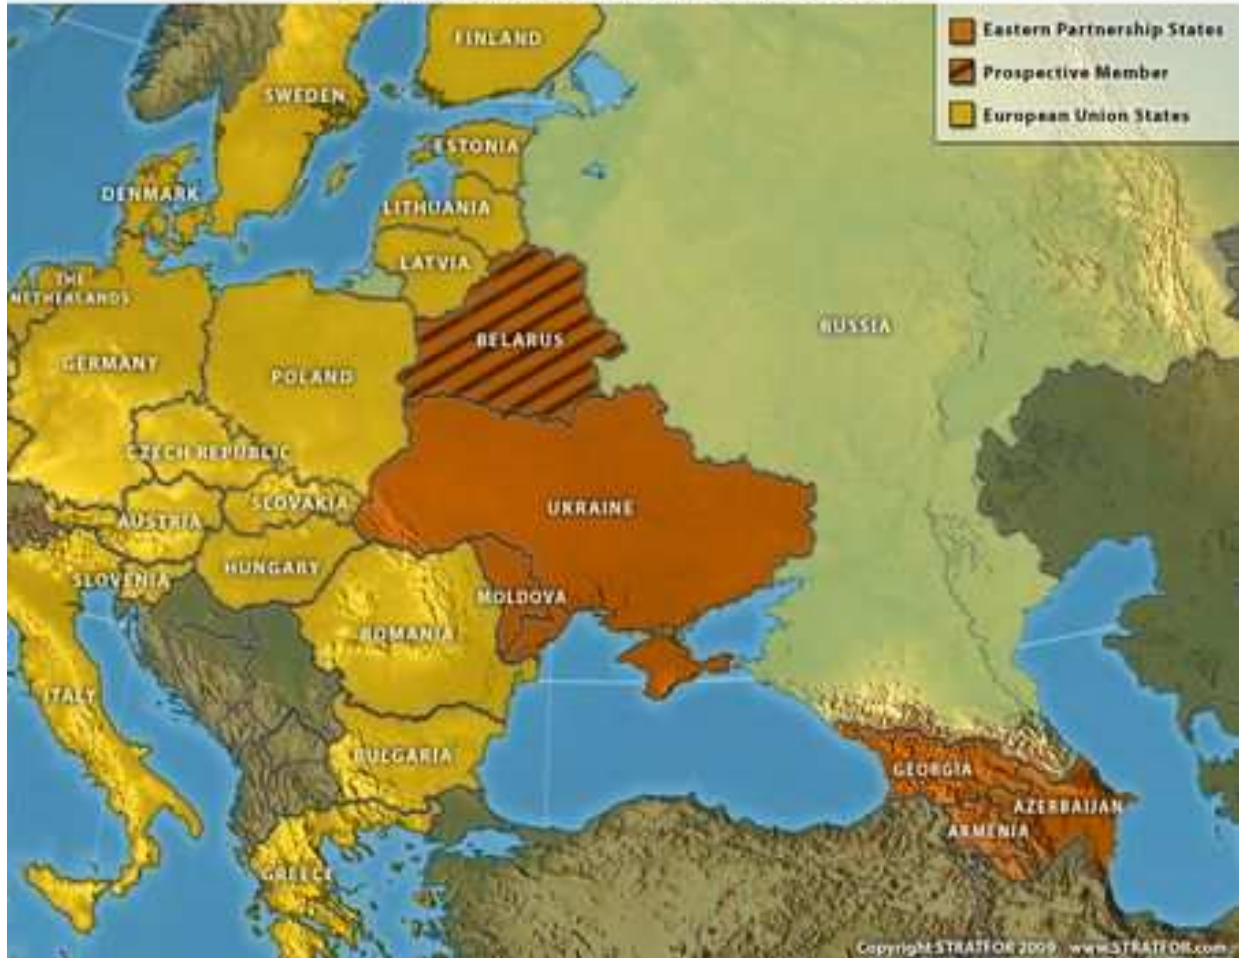 Eastern Partnership States
Prospective Member
European Union States
FINLAND
SWEDEN
ESTONIA
DENMARK
LITHUANIA
LATVIA
THE
NETHERLANDS
BELARUS
RUSSIA
GERMANY
POLAND
CZECH REPUBLIC
SLOVAKIA
UKRAINE
AUSTRIA
HUNGARY
SLOVENIA
MOLDOVA
ROMANIA
ITALY
BULGARIA
GEORGIA
AZERBAIJAN
ARMENIA
GREECE
Copyright STRATFOR 2009 www.STRATFOR.com